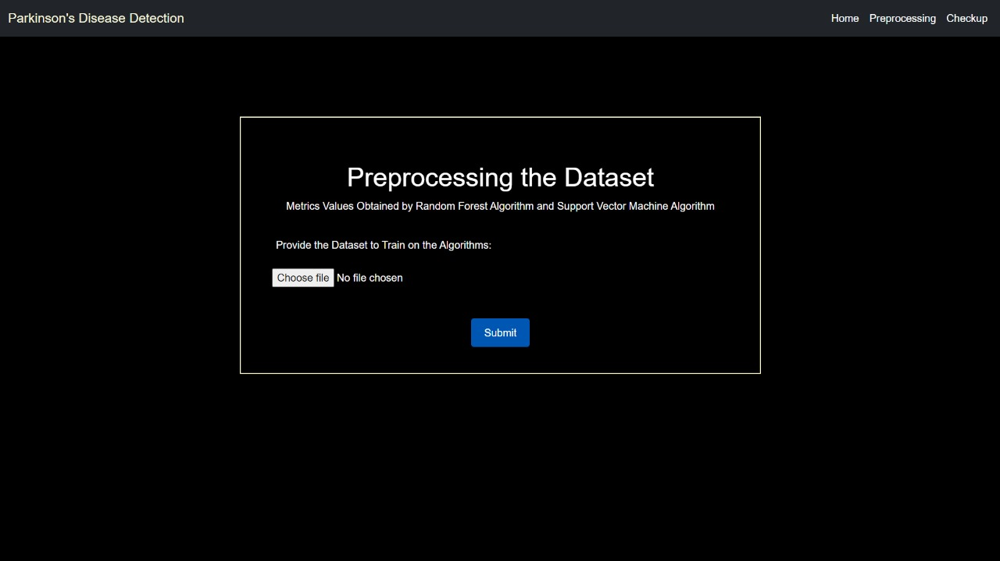 Parkinson's Disease Detection
Home Preprocessing Checkup
Preprocessing the Dataset
Metrics Values Obtained by Random Forest Algorithm and Support Vector Machine Algorithm
Provide the Dataset to Train on the Algorithms:
Choose file No file chosen
Submit